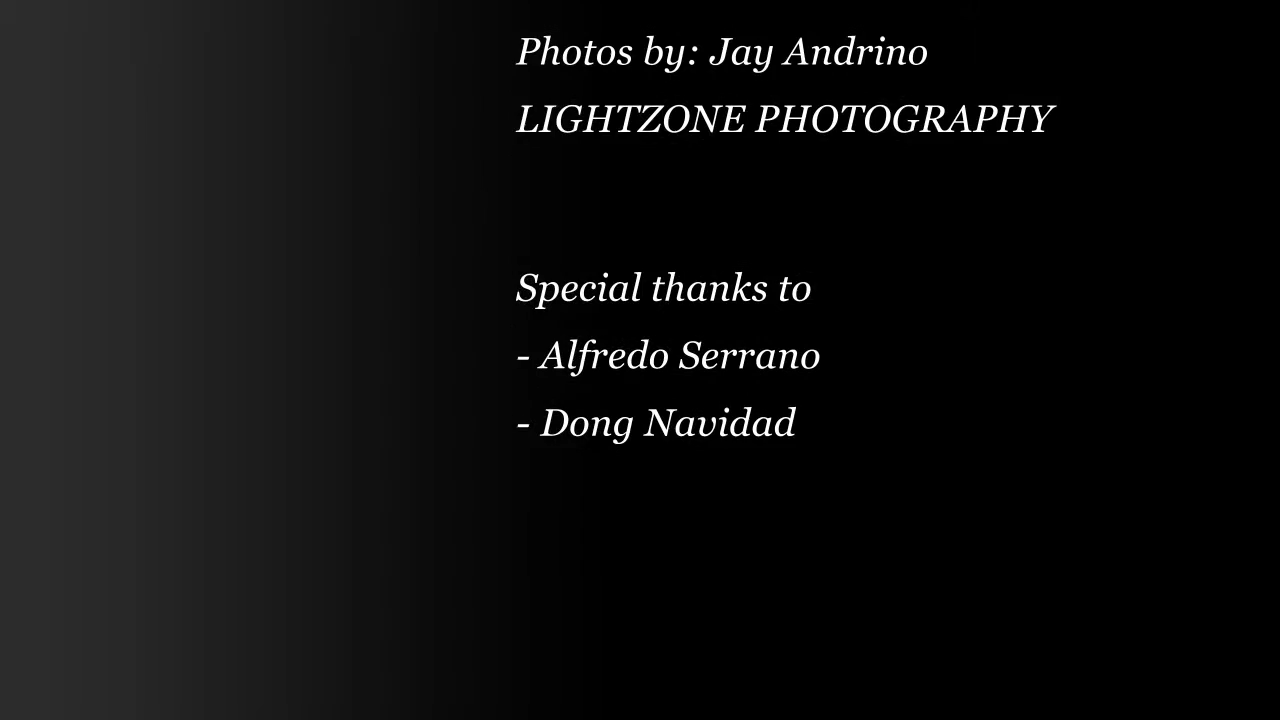 Photos by: Jay Andrino
LIGHTZONE PHOTOGRAPHY
Special thanks to
- Alfredo Serrano
- Dong Navidad